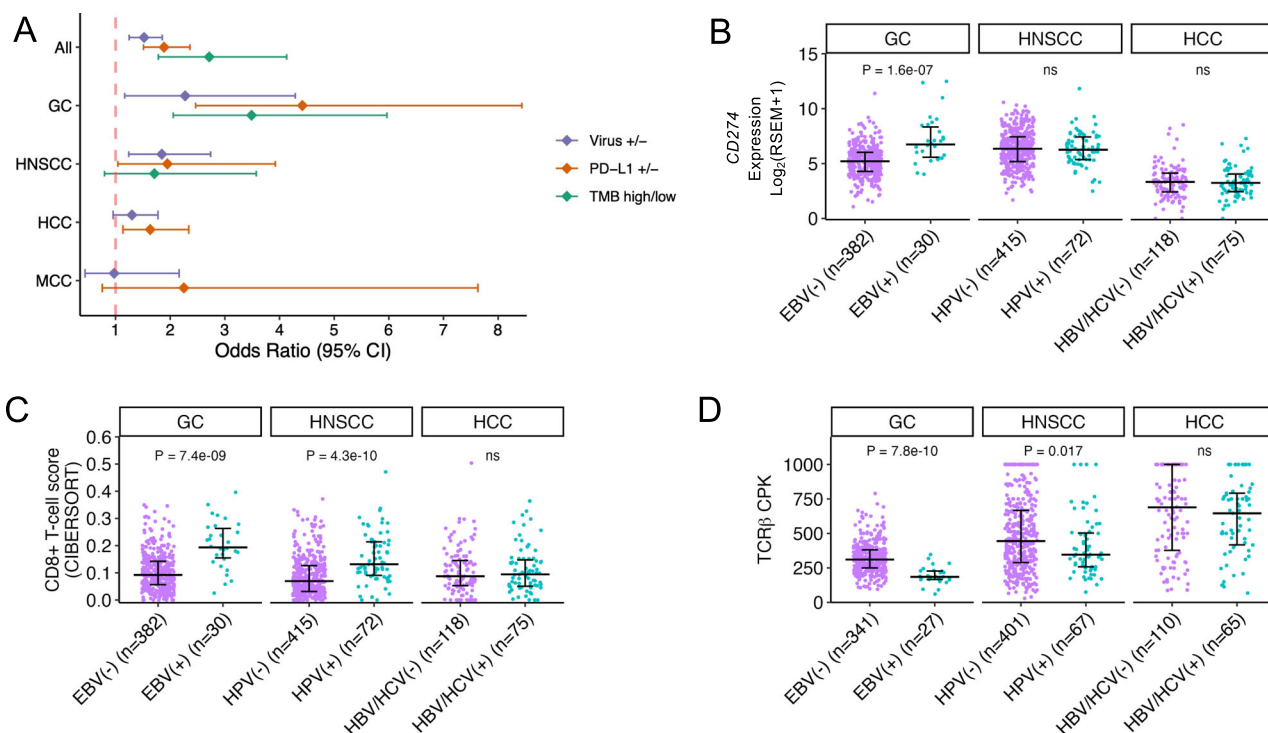 A
All
GC
HNSCC
HCC
MCC
1 2 3 4 5 6 7 8
Odds Ratio (95% CI)
Virus +/−
PD−L1 +/−
TMB high/low
B
GC HNSCC HCC
P = 1.6e-07 ns ns
CD274
Expression
Log2(RSEM+1)
15
10
5
0
EBV(-) (n=382)
EBV(+) (n=30)
HPV(-) (n=415)
HPV(+) (n=72)
HBV/HCV(-) (n=118)
HBV/HCV(+) (n=75)
C
GC HNSCC HCC
P = 7.4e-09 P = 4.3e-10 ns
CD8+ T-cell score
(CIBERSORT)
0.6
0.5
0.4
0.3
0.2
0.1
0.0
EBV(-) (n=382)
EBV(+) (n=30)
HPV(-) (n=415)
HPV(+) (n=72)
HBV/HCV(-) (n=118)
HBV/HCV(+) (n=75)
D
GC HNSCC HCC
P = 7.8e-10 P = 0.017 ns
TCRβ CPK
1000
750
500
250
0
EBV(-) (n=341)
EBV(+) (n=27)
HPV(-) (n=401)
HPV(+) (n=67)
HBV/HCV(-) (n=110)
HBV/HCV(+) (n=65)